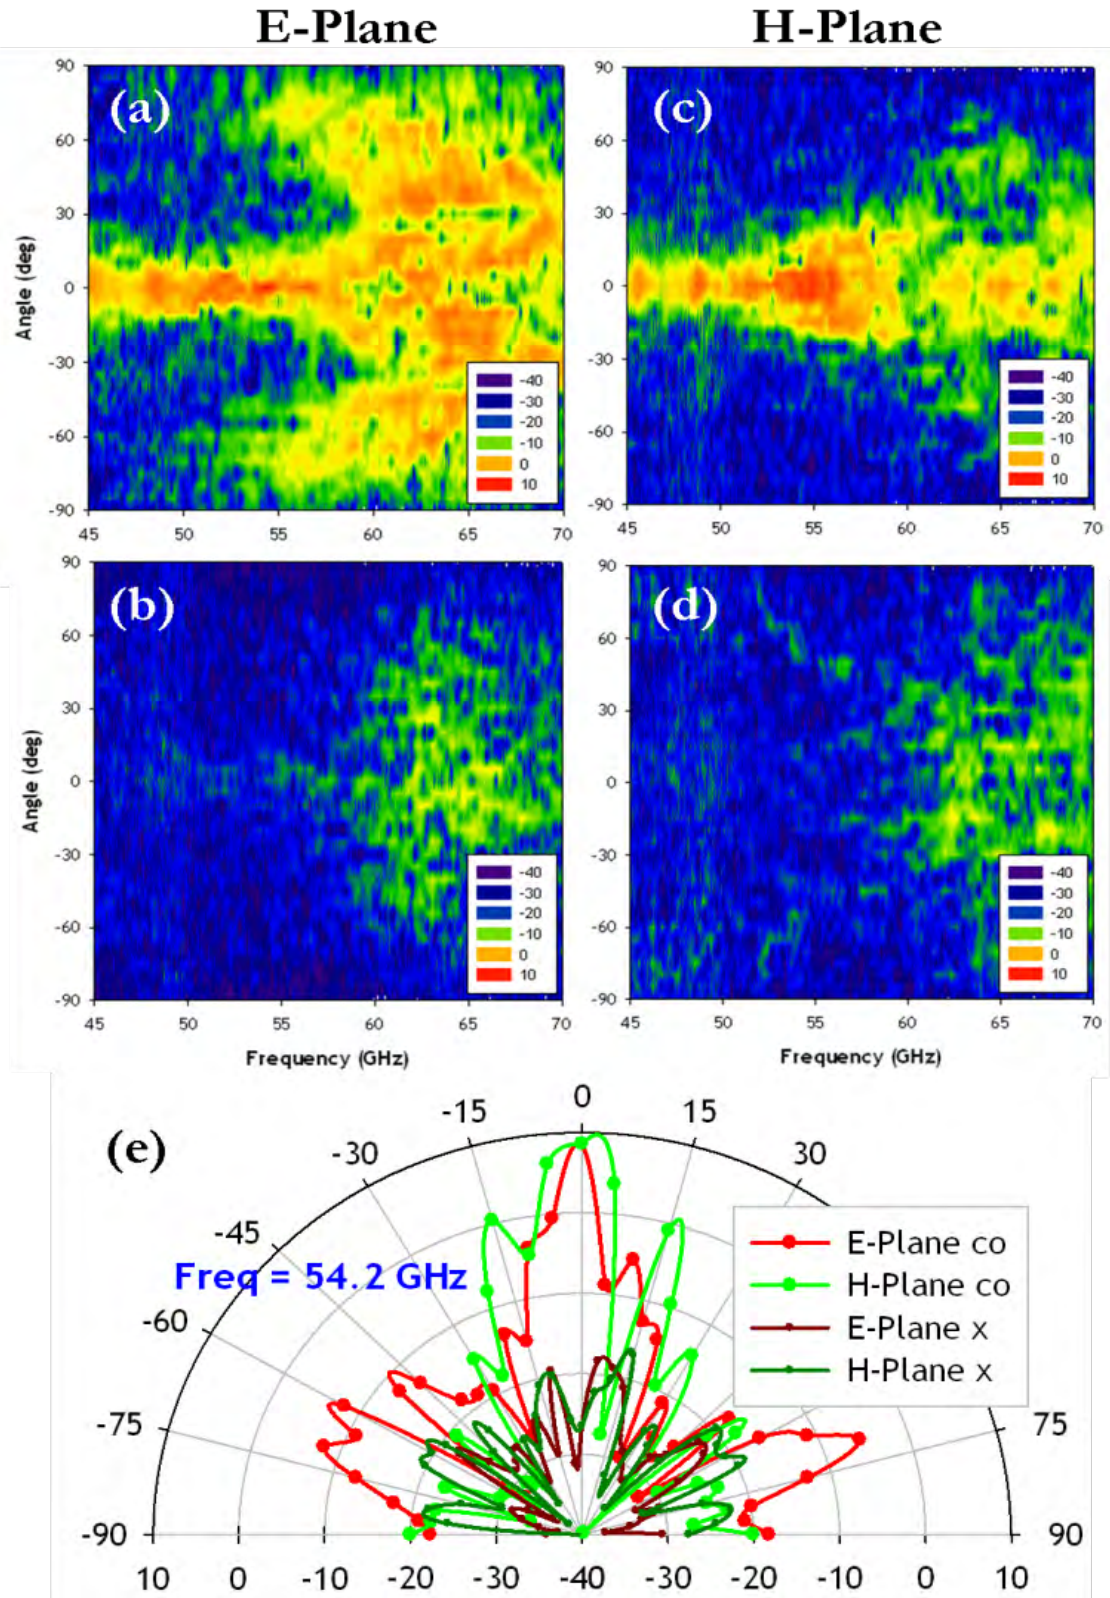 E-Plane H-Plane
(a) (c)
90 60 30 0 -30 -60 -90
Angle (deg)
-40
-30
-20
-10
0
10
45 50 55 60 65 70
90 60 30 0 -30 -60 -90
-40
-30
-20
-10
0
10
45 50 55 60 65 70
(b) (d)
90 60 30 0 -30 -60 -90
Angle (deg)
-40
-30
-20
-10
0
10
45 50 55 60 65 70
Frequency (GHz)
90 60 30 0 -30 -60 -90
-40
-30
-20
-10
0
10
45 50 55 60 65 70
Frequency (GHz)
(e)
-90 -75 -60 -45 -30 -15 0 15 30 75 90
Freq = 54.2 GHz
E-Plane co
H-Plane co
E-Plane x
H-Plane x
10 0 -10 -20 -30 -40 -30 -20 -10 0 10